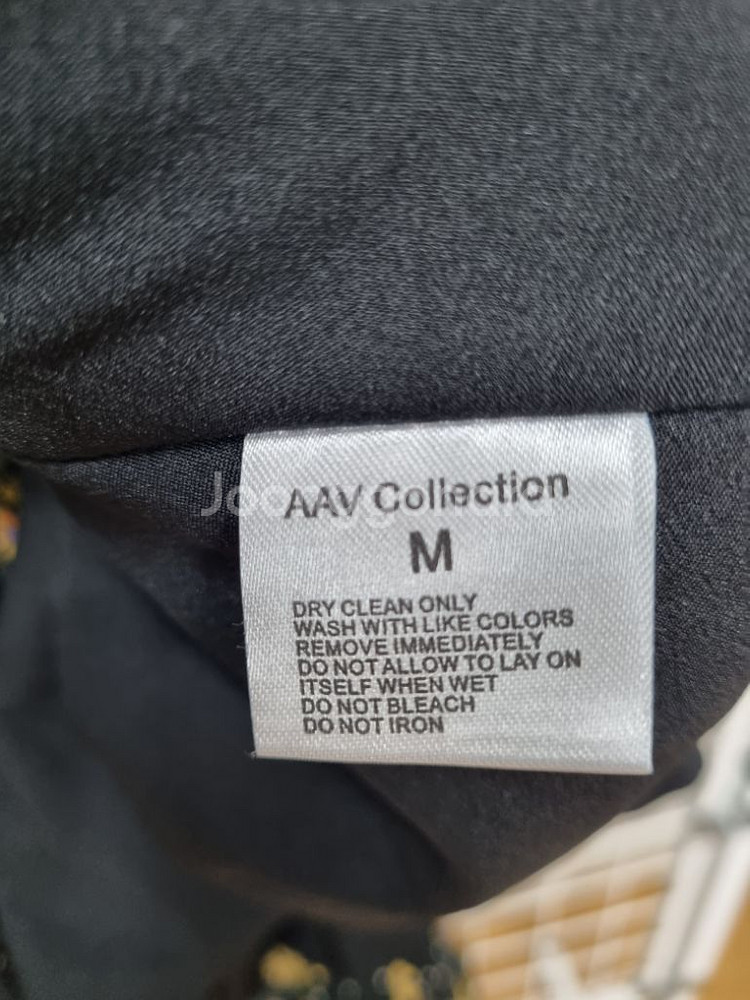 AAV Collection
M
DRY CLEAN ONLY
WASH WITH LIKE COLORS
REMOVE IMMEDIATELY
DO NOT ALLOW TO LAY ON
ITSELF WHEN WET
DO NOT BLEACH
DO NOT IRON